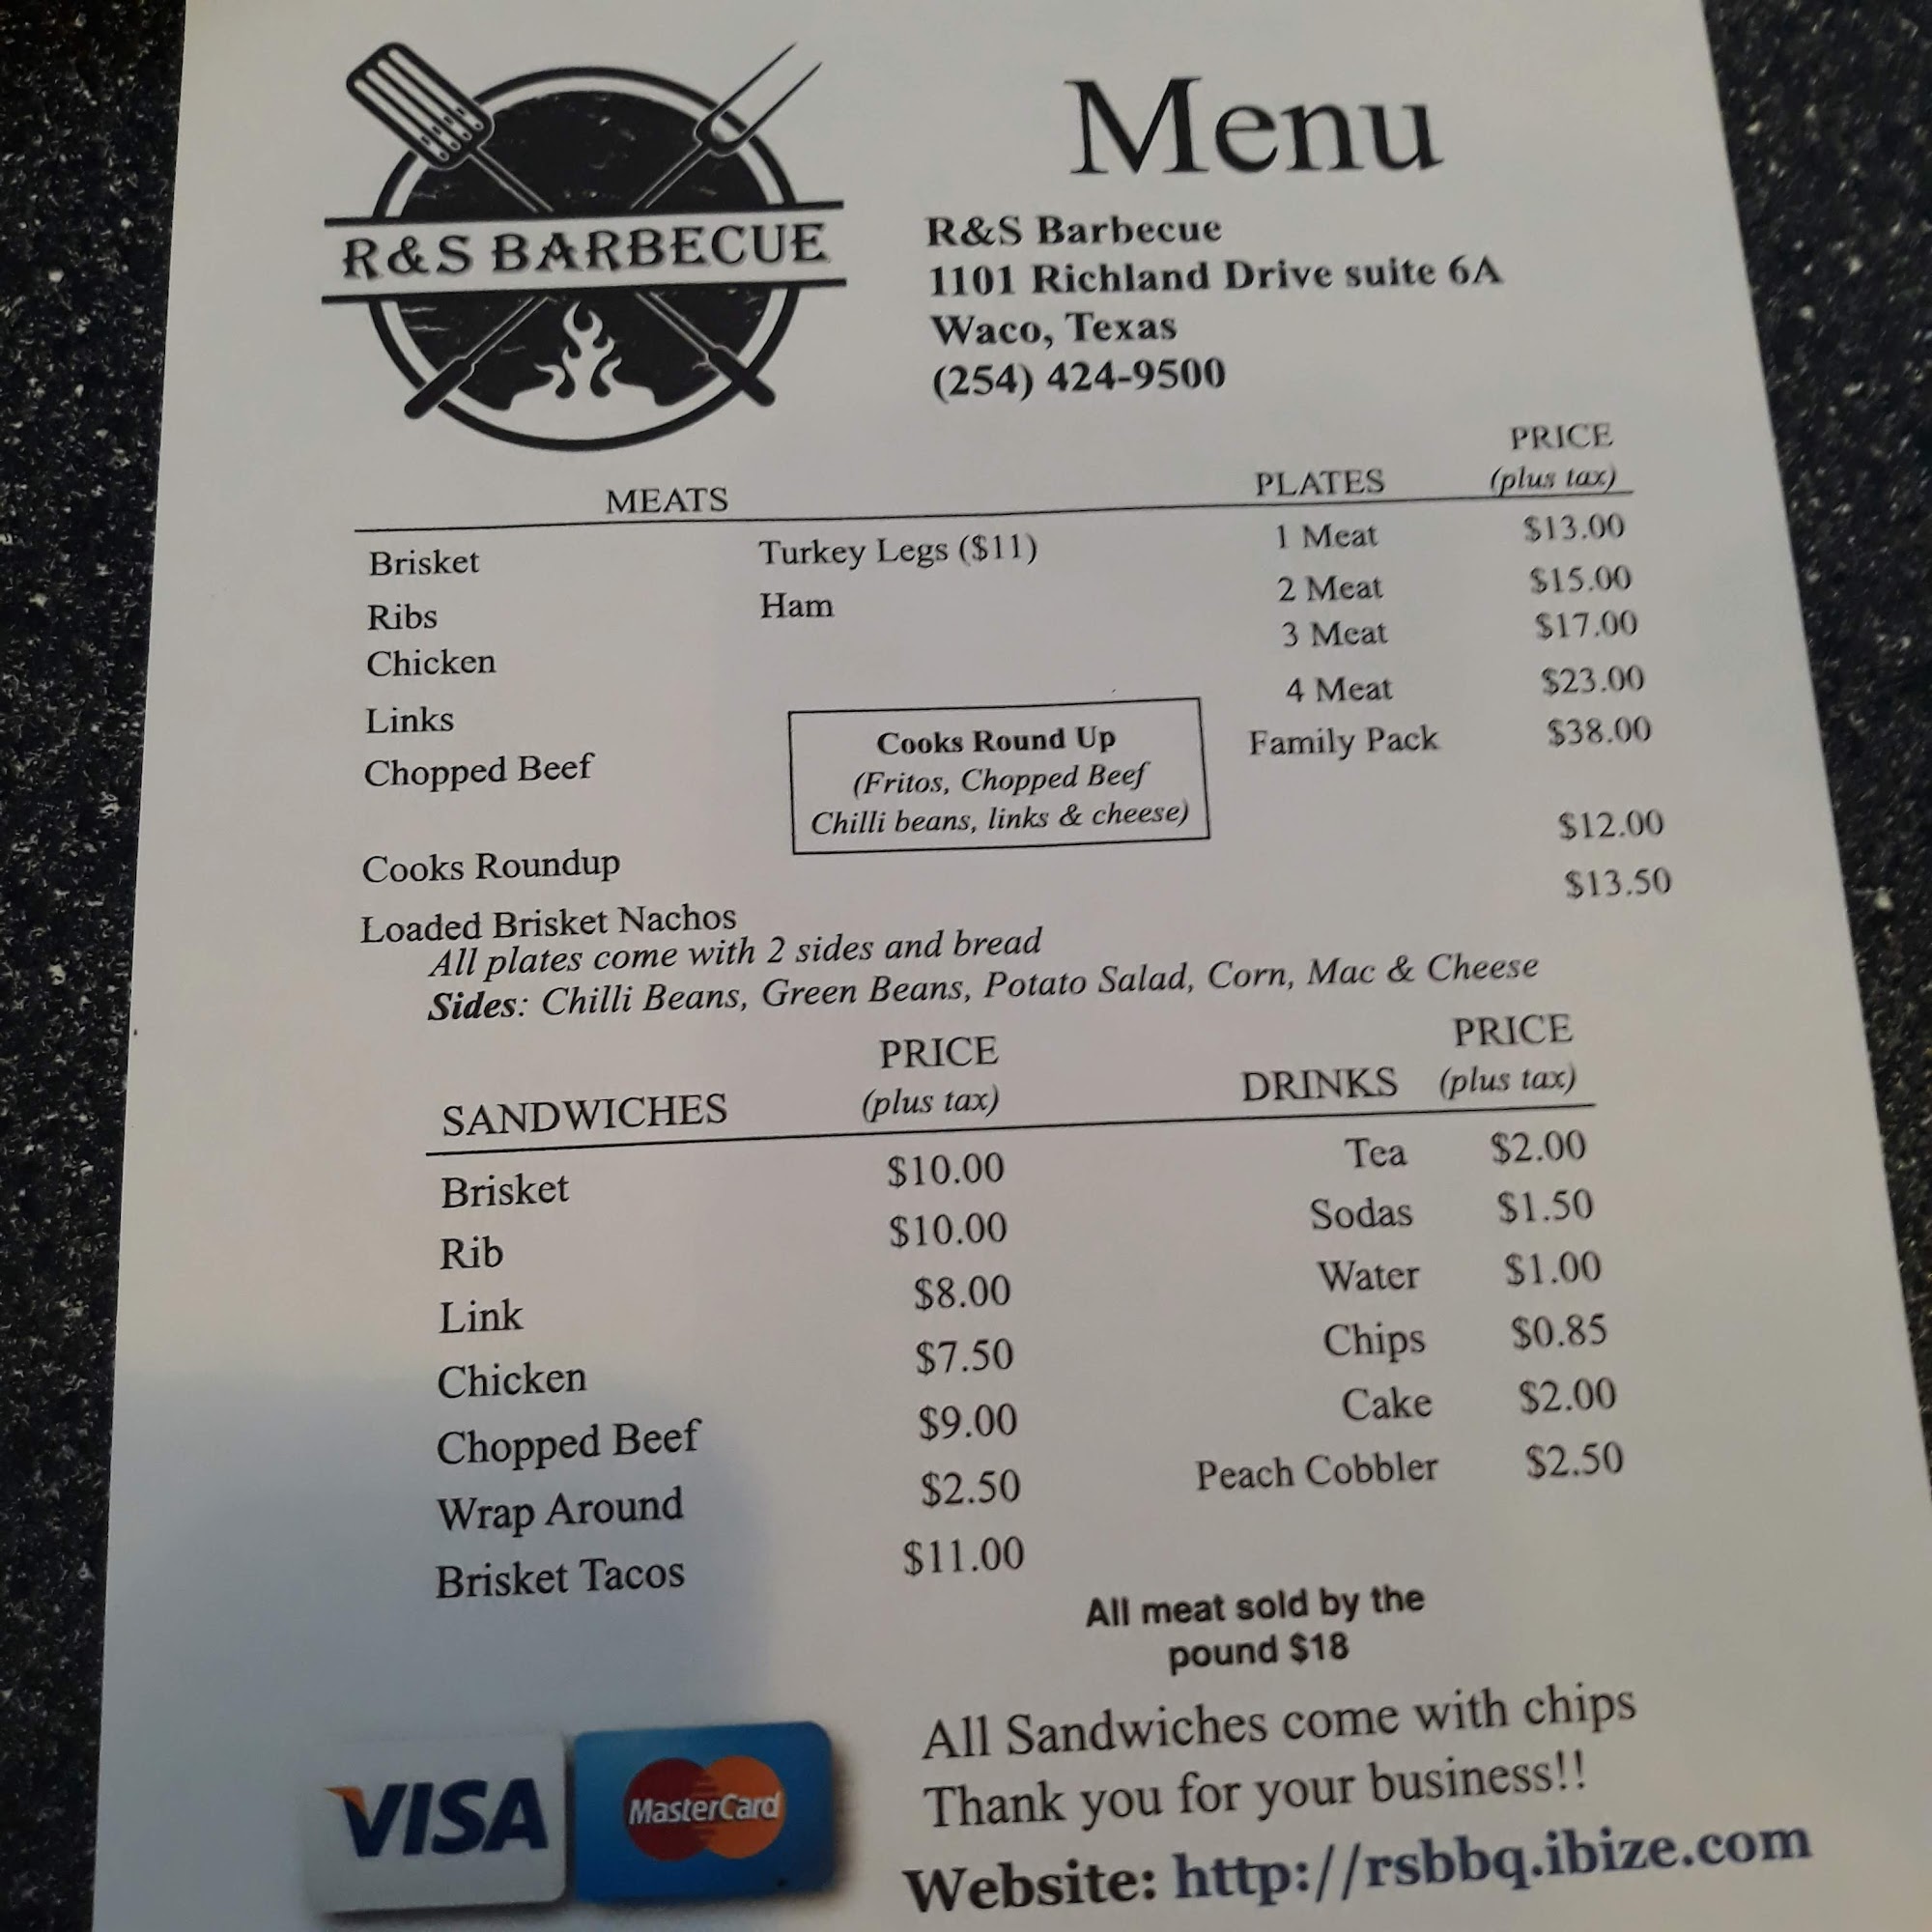 R&S BARBECUE
Menu
R&S Barbecue
1101 Richland Drive suite 6A
Waco, Texas
(254) 424-9500
MEATS PLATES PRICE
(plus tax)
Brisket Turkey Legs ($11) 1 Meat $13.00
Ribs Ham 2 Meat $15.00
Chicken 3 Meat $17.00
Links 4 Meat $23.00
Chopped Beef Family Pack $38.00
Cooks Round Up
(Fritos, Chopped Beef
Chilli beans, links & cheese)
Cooks Roundup $12.00
Loaded Brisket Nachos $13.50
All plates come with 2 sides and bread
Sides: Chilli Beans, Green Beans, Potato Salad, Corn, Mac & Cheese
SANDWICHES PRICE
(plus tax)
Brisket $10.00
Rib $10.00
Link $8.00
Chicken $7.50
Chopped Beef $9.00
Wrap Around $2.50
Brisket Tacos $11.00
DRINKS PRICE
(plus tax)
Tea $2.00
Sodas $1.50
Water $1.00
Chips $0.85
Cake $2.00
Peach Cobbler $2.50
All meat sold by the
pound $18
All Sandwiches come with chips
Thank you for your business!!
Website: http://rsbbq.ibize.com
VISA
MasterCard